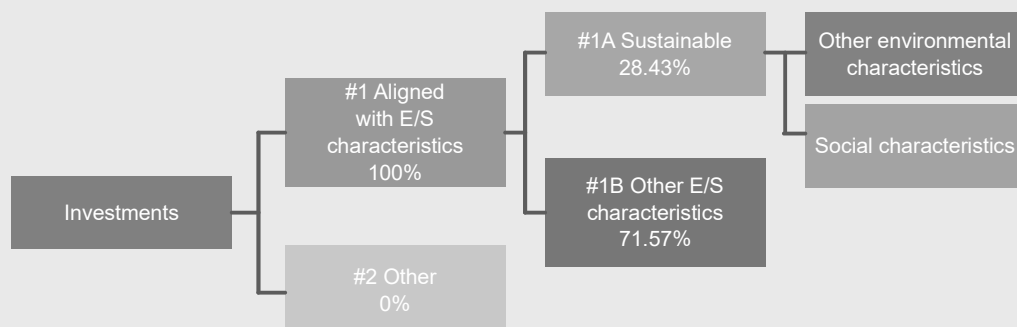 Investments
#1 Aligned
with E/S
characteristics
100%
#2 Other
0%
#1A Sustainable
28.43%
#1B Other E/S
characteristics
71.57%
Other environmental
characteristics
Social characteristics